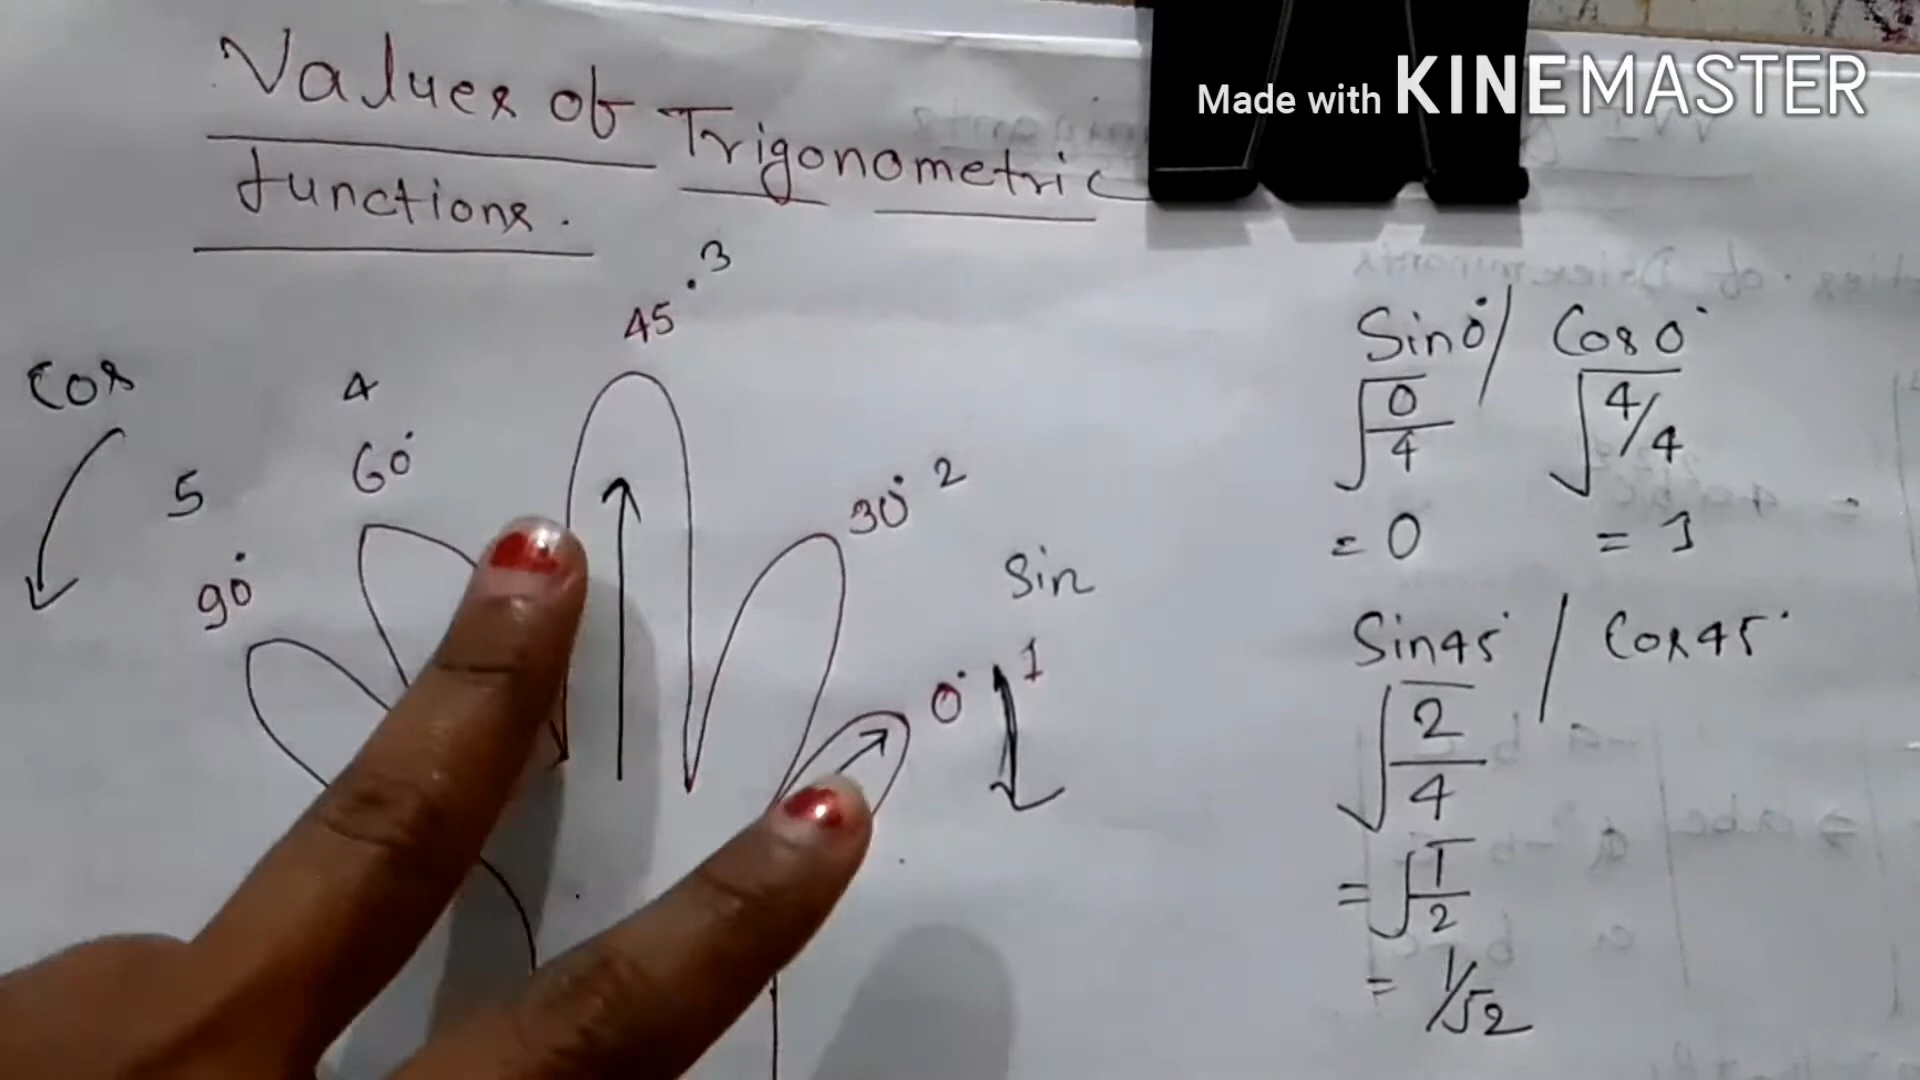 Made with KINEMASTER
Values of Trigonometric
functions.
3
45°
Cos
4
60°
5
90°
30° 2
Sin
0° 1
Sin 0° / Cos 0°
√0/4 √4/4
= 0 = 1
Sin 45° / Cos 45°
√2/4
= √1/2
= 1/√2